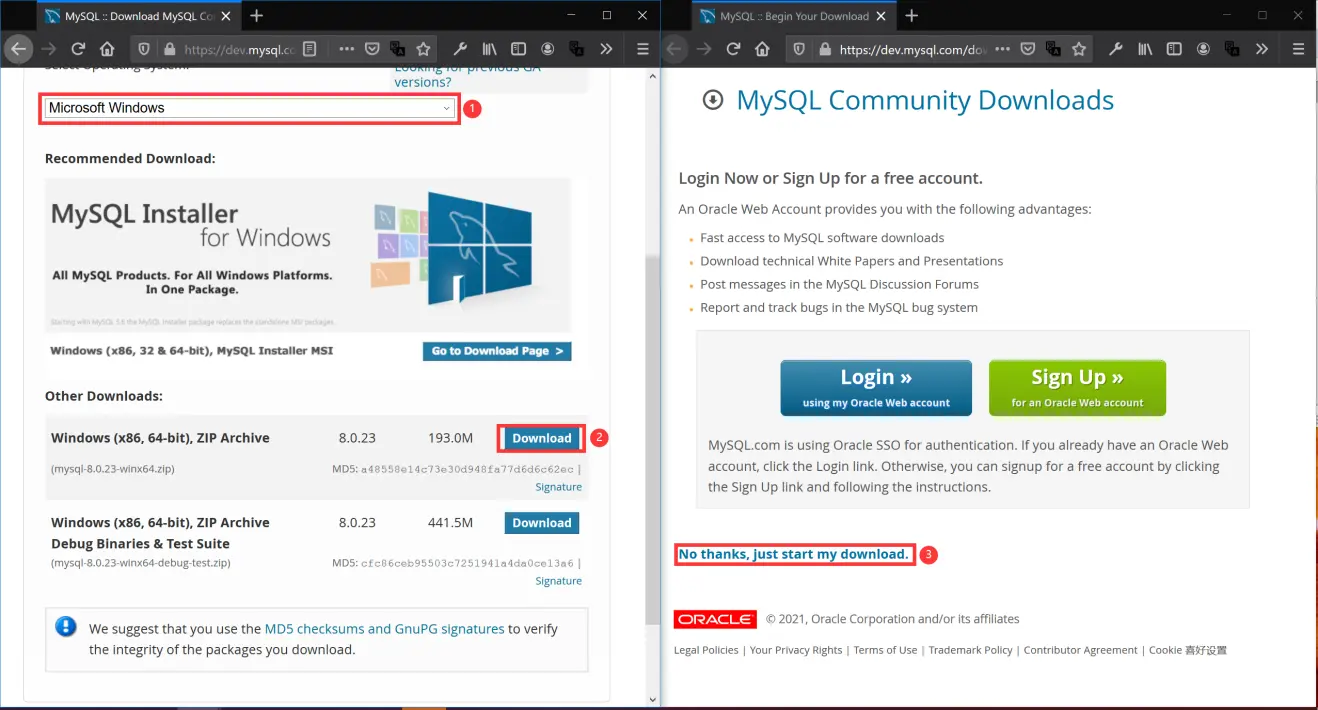 MySQL :: Download MySQL Co
https://dev.mysql.co
Looking for previous GA
versions?
Microsoft Windows
1
Recommended Download:
MySQL Installer
for Windows
All MySQL Products. For All Windows Platforms.
In One Package.
Starting with MySQL 5.6 the MySQL Installer package replaces the standalone MSI packages.
Windows (x86, 32 & 64-bit), MySQL Installer MSI
Go to Download Page >
Other Downloads:
Windows (x86, 64-bit), ZIP Archive 8.0.23 193.0M Download 2
(mysql-8.0.23-winx64.zip) MD5: a48558e14c73e30d948fa77d6d6c62ec |
Signature
Windows (x86, 64-bit), ZIP Archive 8.0.23 441.5M Download
Debug Binaries & Test Suite
(mysql-8.0.23-winx64-debug-test.zip) MD5: cfc86ceb95503c7251941a4da0ce13a6 |
Signature
We suggest that you use the MD5 checksums and GnuPG signatures to verify
the integrity of the packages you download.
MySQL :: Begin Your Download
https://dev.mysql.com/do
MySQL Community Downloads
Login Now or Sign Up for a free account.
An Oracle Web Account provides you with the following advantages:
Fast access to MySQL software downloads
Download technical White Papers and Presentations
Post messages in the MySQL Discussion Forums
Report and track bugs in the MySQL bug system
Login »
using my Oracle Web account
Sign Up »
for an Oracle Web account
MySQL.com is using Oracle SSO for authentication. If you already have an Oracle Web
account, click the Login link. Otherwise, you can signup for a free account by clicking
the Sign Up link and following the instructions.
No thanks, just start my download. 3
ORACLE © 2021, Oracle Corporation and/or its affiliates
Legal Policies | Your Privacy Rights | Terms of Use | Trademark Policy | Contributor Agreement | Cookie 喜好设置